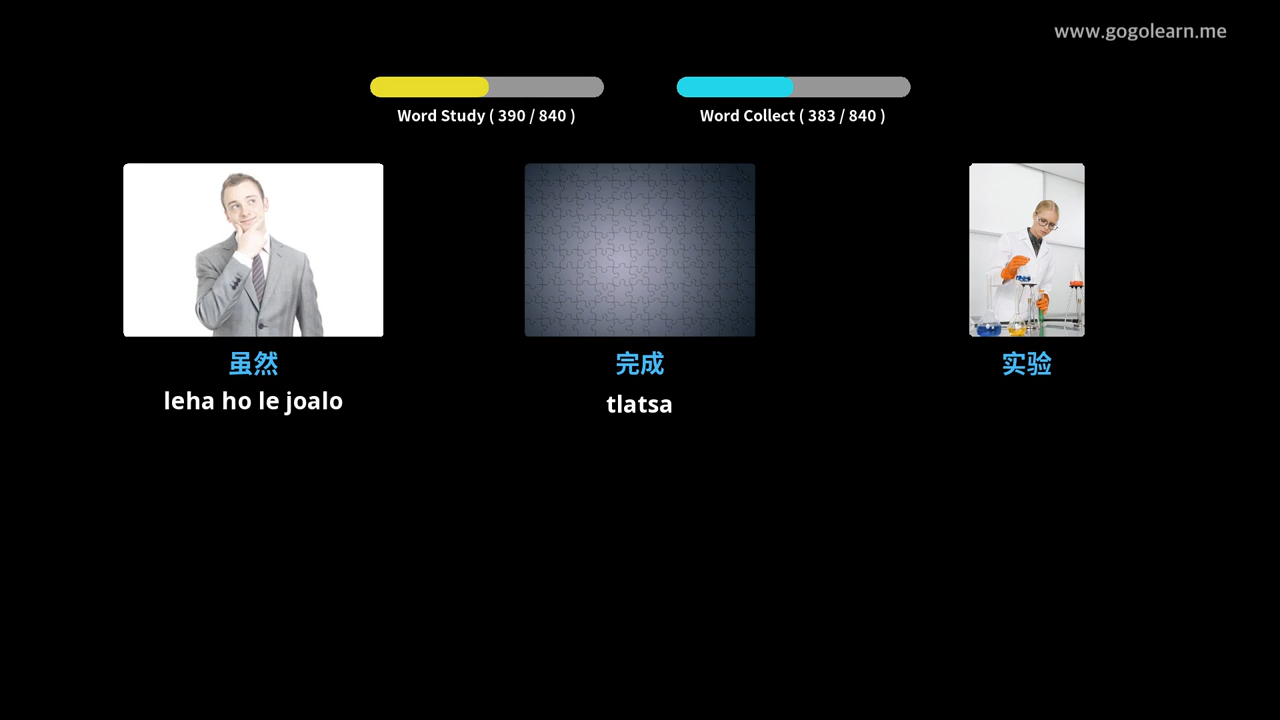 www.gogolearn.me
Word Study ( 390 / 840 )
Word Collect ( 383 / 840 )
虽然
完成
实验
leha ho le joalo
tlatsa